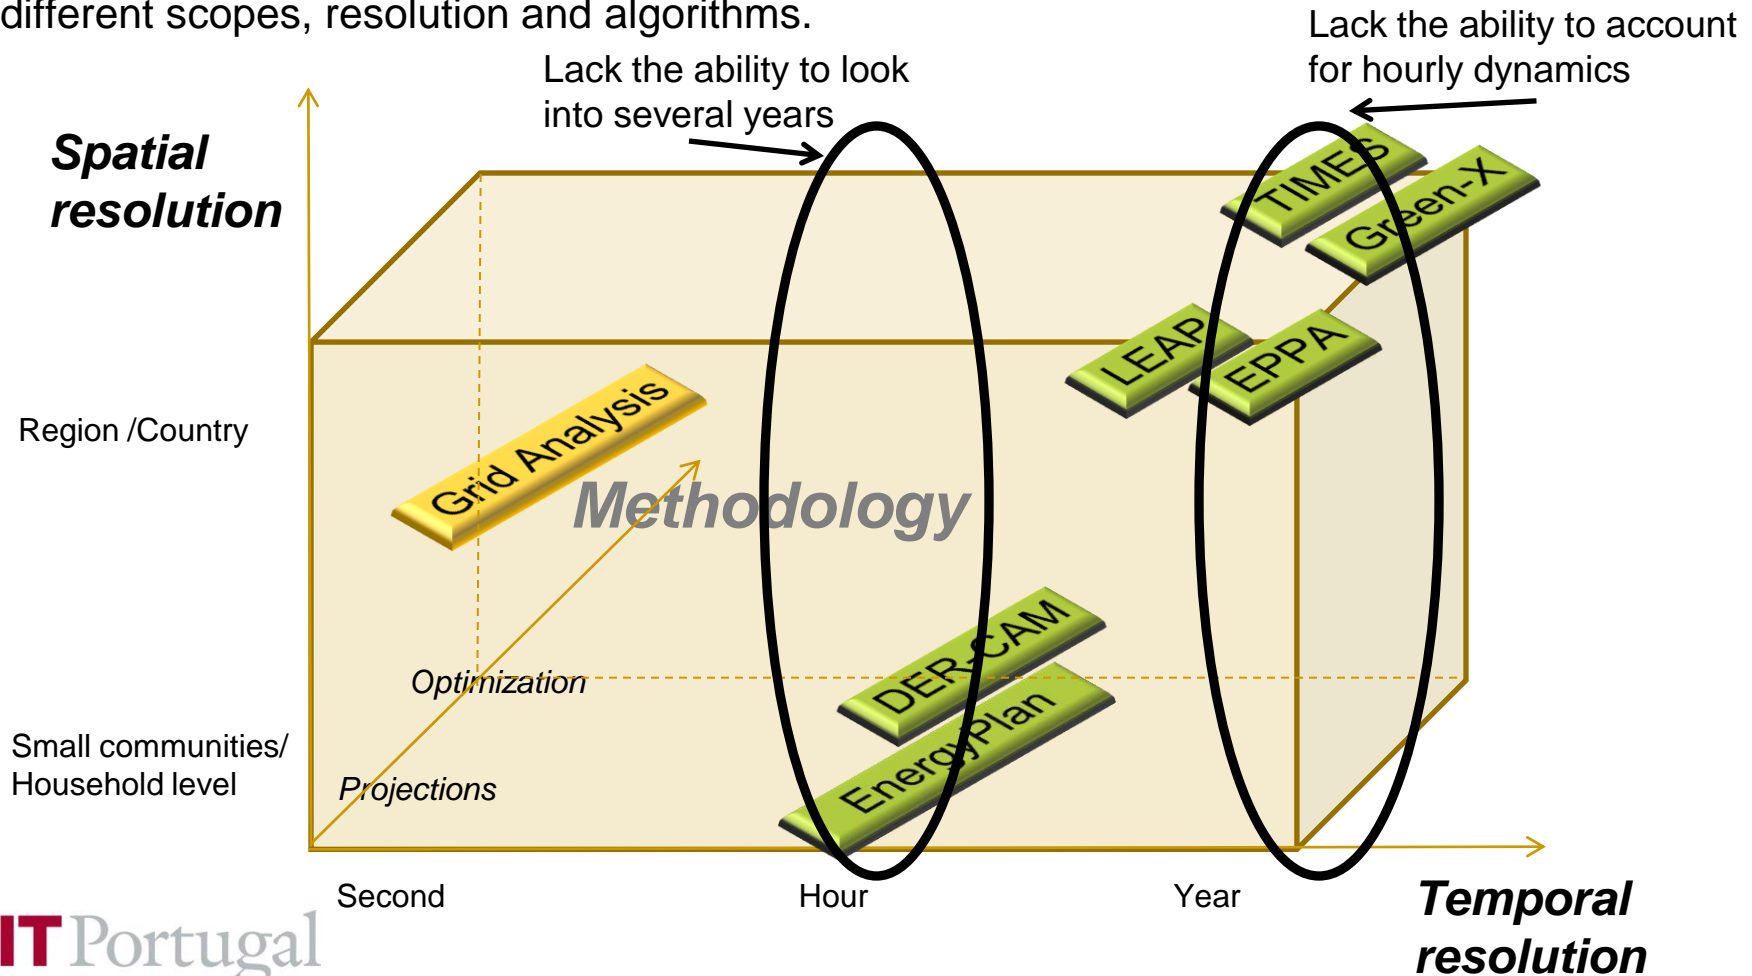 different scopes, resolution and algorithms.
Lack the ability to account
for hourly dynamics
Lack the ability to look
into several years
Spatial
resolution
TIMES
Green-X
LEAP
EPPA
Grid Analysis
Region /Country
Methodology
DER-CAM
Optimization
EnergyPlan
Small communities/
Household level
Projections
Second
Hour
Year
Temporal
resolution
IT Portugal